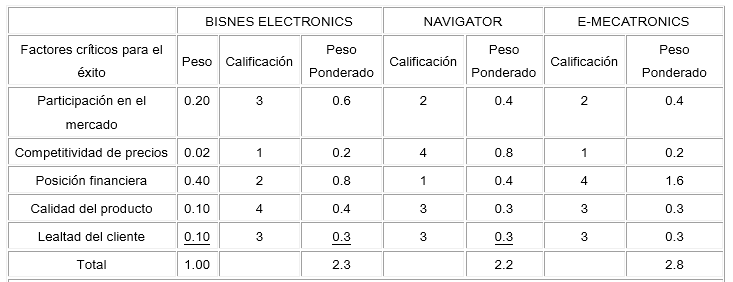 BISNES ELECTRONICS NAVIGATOR E-MECATRONICS
Factores críticos para el éxito Peso Calificación Peso Ponderado Calificación Peso Ponderado Calificación Peso Ponderado
Participación en el mercado 0.20 3 0.6 2 0.4 2 0.4
Competitividad de precios 0.02 1 0.2 4 0.8 1 0.2
Posición financiera 0.40 2 0.8 1 0.4 4 1.6
Calidad del producto 0.10 4 0.4 3 0.3 3 0.3
Lealtad del cliente 0.10 3 0.3 3 0.3 3 0.3
Total 1.00 2.3 2.2 2.8